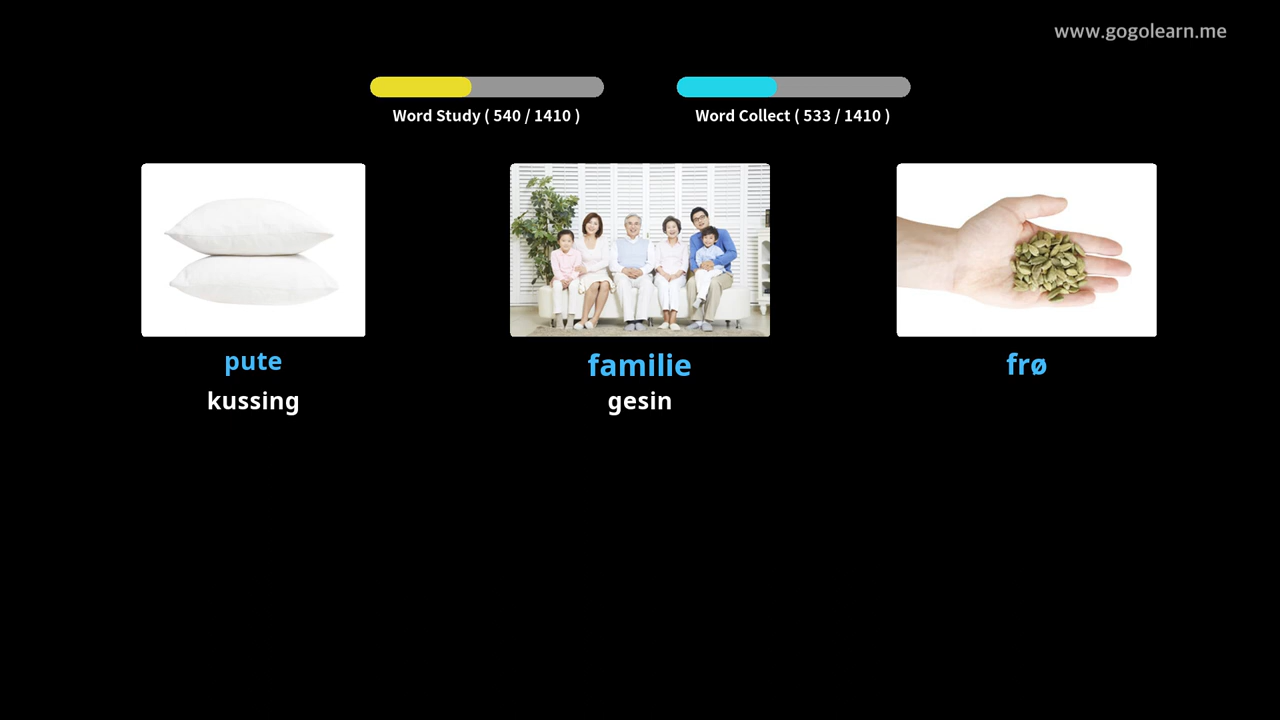 www.gogolearn.me
Word Study ( 540 / 1410 )
Word Collect ( 533 / 1410 )
pute
familie
frø
kussing
gesin